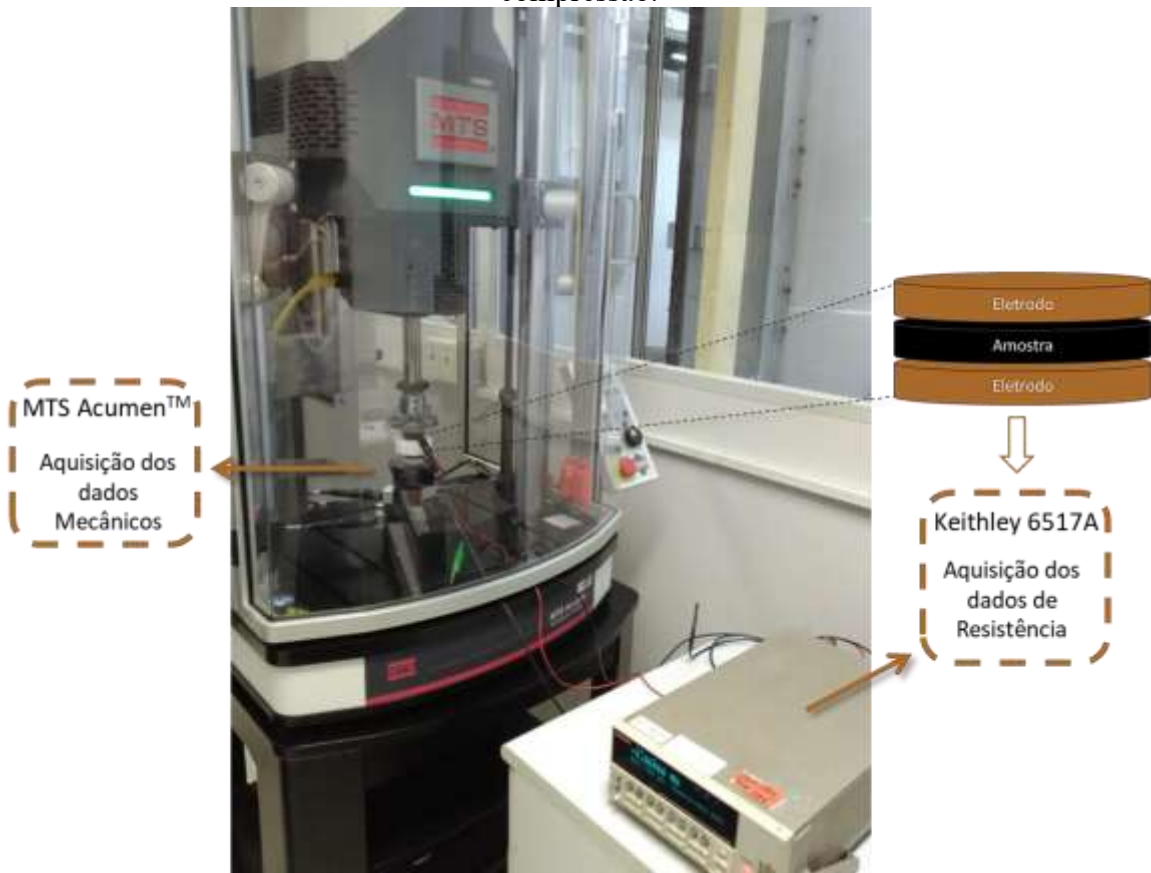 MTS
Eletrodo
Amostra
Eletrodo
MTS Acumen™
Aquisição dos
dados
Mecânicos
Keithley 6517A
Aquisição dos
dados de
Resistência